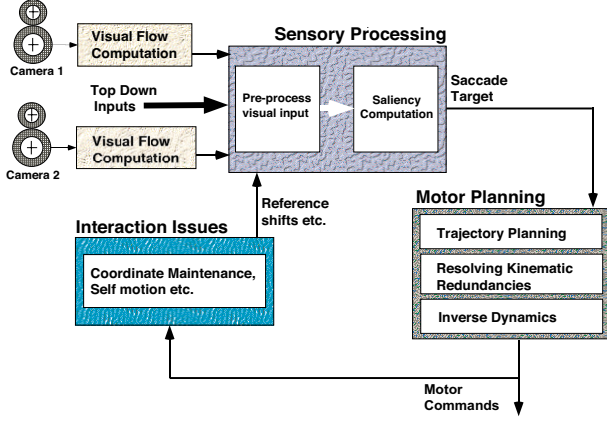 Sensory Processing
Visual Flow
Computation
Camera 1
Top Down
Inputs
Pre-process
visual input
Saliency
Computation
Saccade
Target
Visual Flow
Computation
Camera 2
Reference
shifts etc.
Interaction Issues
Coordinate Maintenance,
Self motion etc.
Motor Planning
Trajectory Planning
Resolving Kinematic
Redundancies
Inverse Dynamics
Motor
Commands